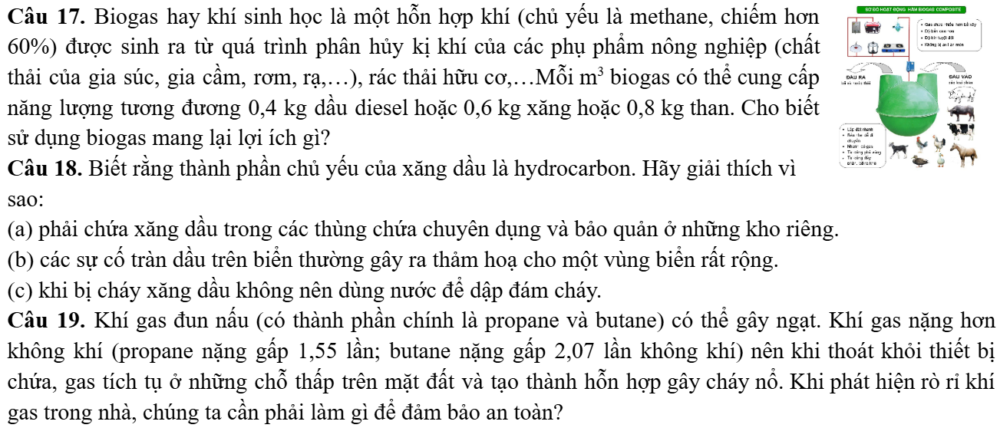 Câu 17. Biogas hay khí sinh học là một hỗn hợp khí (chủ yếu là methane, chiếm hơn
60%) được sinh ra từ quá trình phân hủy kị khí của các phụ phẩm nông nghiệp (chất
thải của gia súc, gia cầm, rơm, rạ,…), rác thải hữu cơ,…Mỗi m³ biogas có thể cung cấp
năng lượng tương đương 0,4 kg dầu diesel hoặc 0,6 kg xăng hoặc 0,8 kg than. Cho biết
sử dụng biogas mang lại lợi ích gì?
SƠ ĐỒ HOẠT ĐỘNG HẦM BIOGAS COMPOSITE
ĐẦU RA
ĐẦU VÀO
Câu 18. Biết rằng thành phần chủ yếu của xăng dầu là hydrocarbon. Hãy giải thích vì
sao:
(a) phải chứa xăng dầu trong các thùng chứa chuyên dụng và bảo quản ở những kho riêng.
(b) các sự cố tràn dầu trên biển thường gây ra thảm hoạ cho một vùng biển rất rộng.
(c) khi bị cháy xăng dầu không nên dùng nước để dập đám cháy.
Câu 19. Khí gas đun nấu (có thành phần chính là propane và butane) có thể gây ngạt. Khí gas nặng hơn
không khí (propane nặng gấp 1,55 lần; butane nặng gấp 2,07 lần không khí) nên khi thoát khỏi thiết bị
chứa, gas tích tụ ở những chỗ thấp trên mặt đất và tạo thành hỗn hợp gây cháy nổ. Khi phát hiện rò rỉ khí
gas trong nhà, chúng ta cần phải làm gì để đảm bảo an toàn?